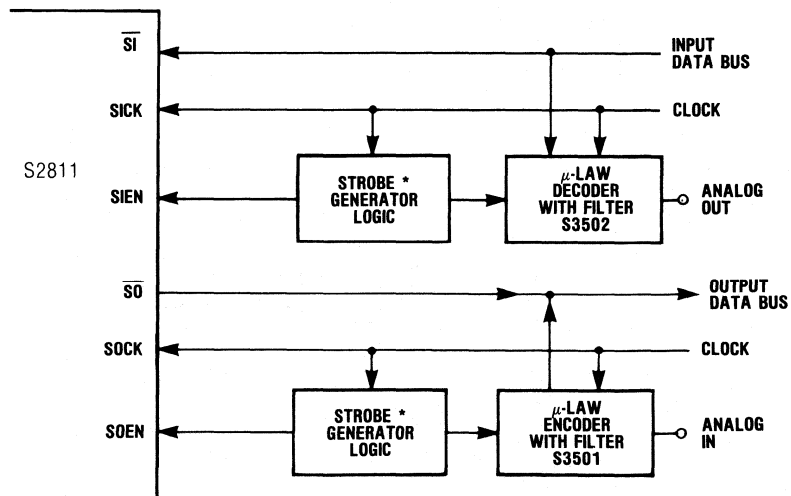 SI
INPUT
DATA BUS
SICK
CLOCK
S2811
STROBE *
GENERATOR
LOGIC
μ-LAW
DECODER
WITH FILTER
S3502
SIEN
ANALOG
OUT
SO
OUTPUT
DATA BUS
SOCK
CLOCK
STROBE *
GENERATOR
LOGIC
μ-LAW
ENCODER
WITH FILTER
S3501
SOEN
ANALOG
IN